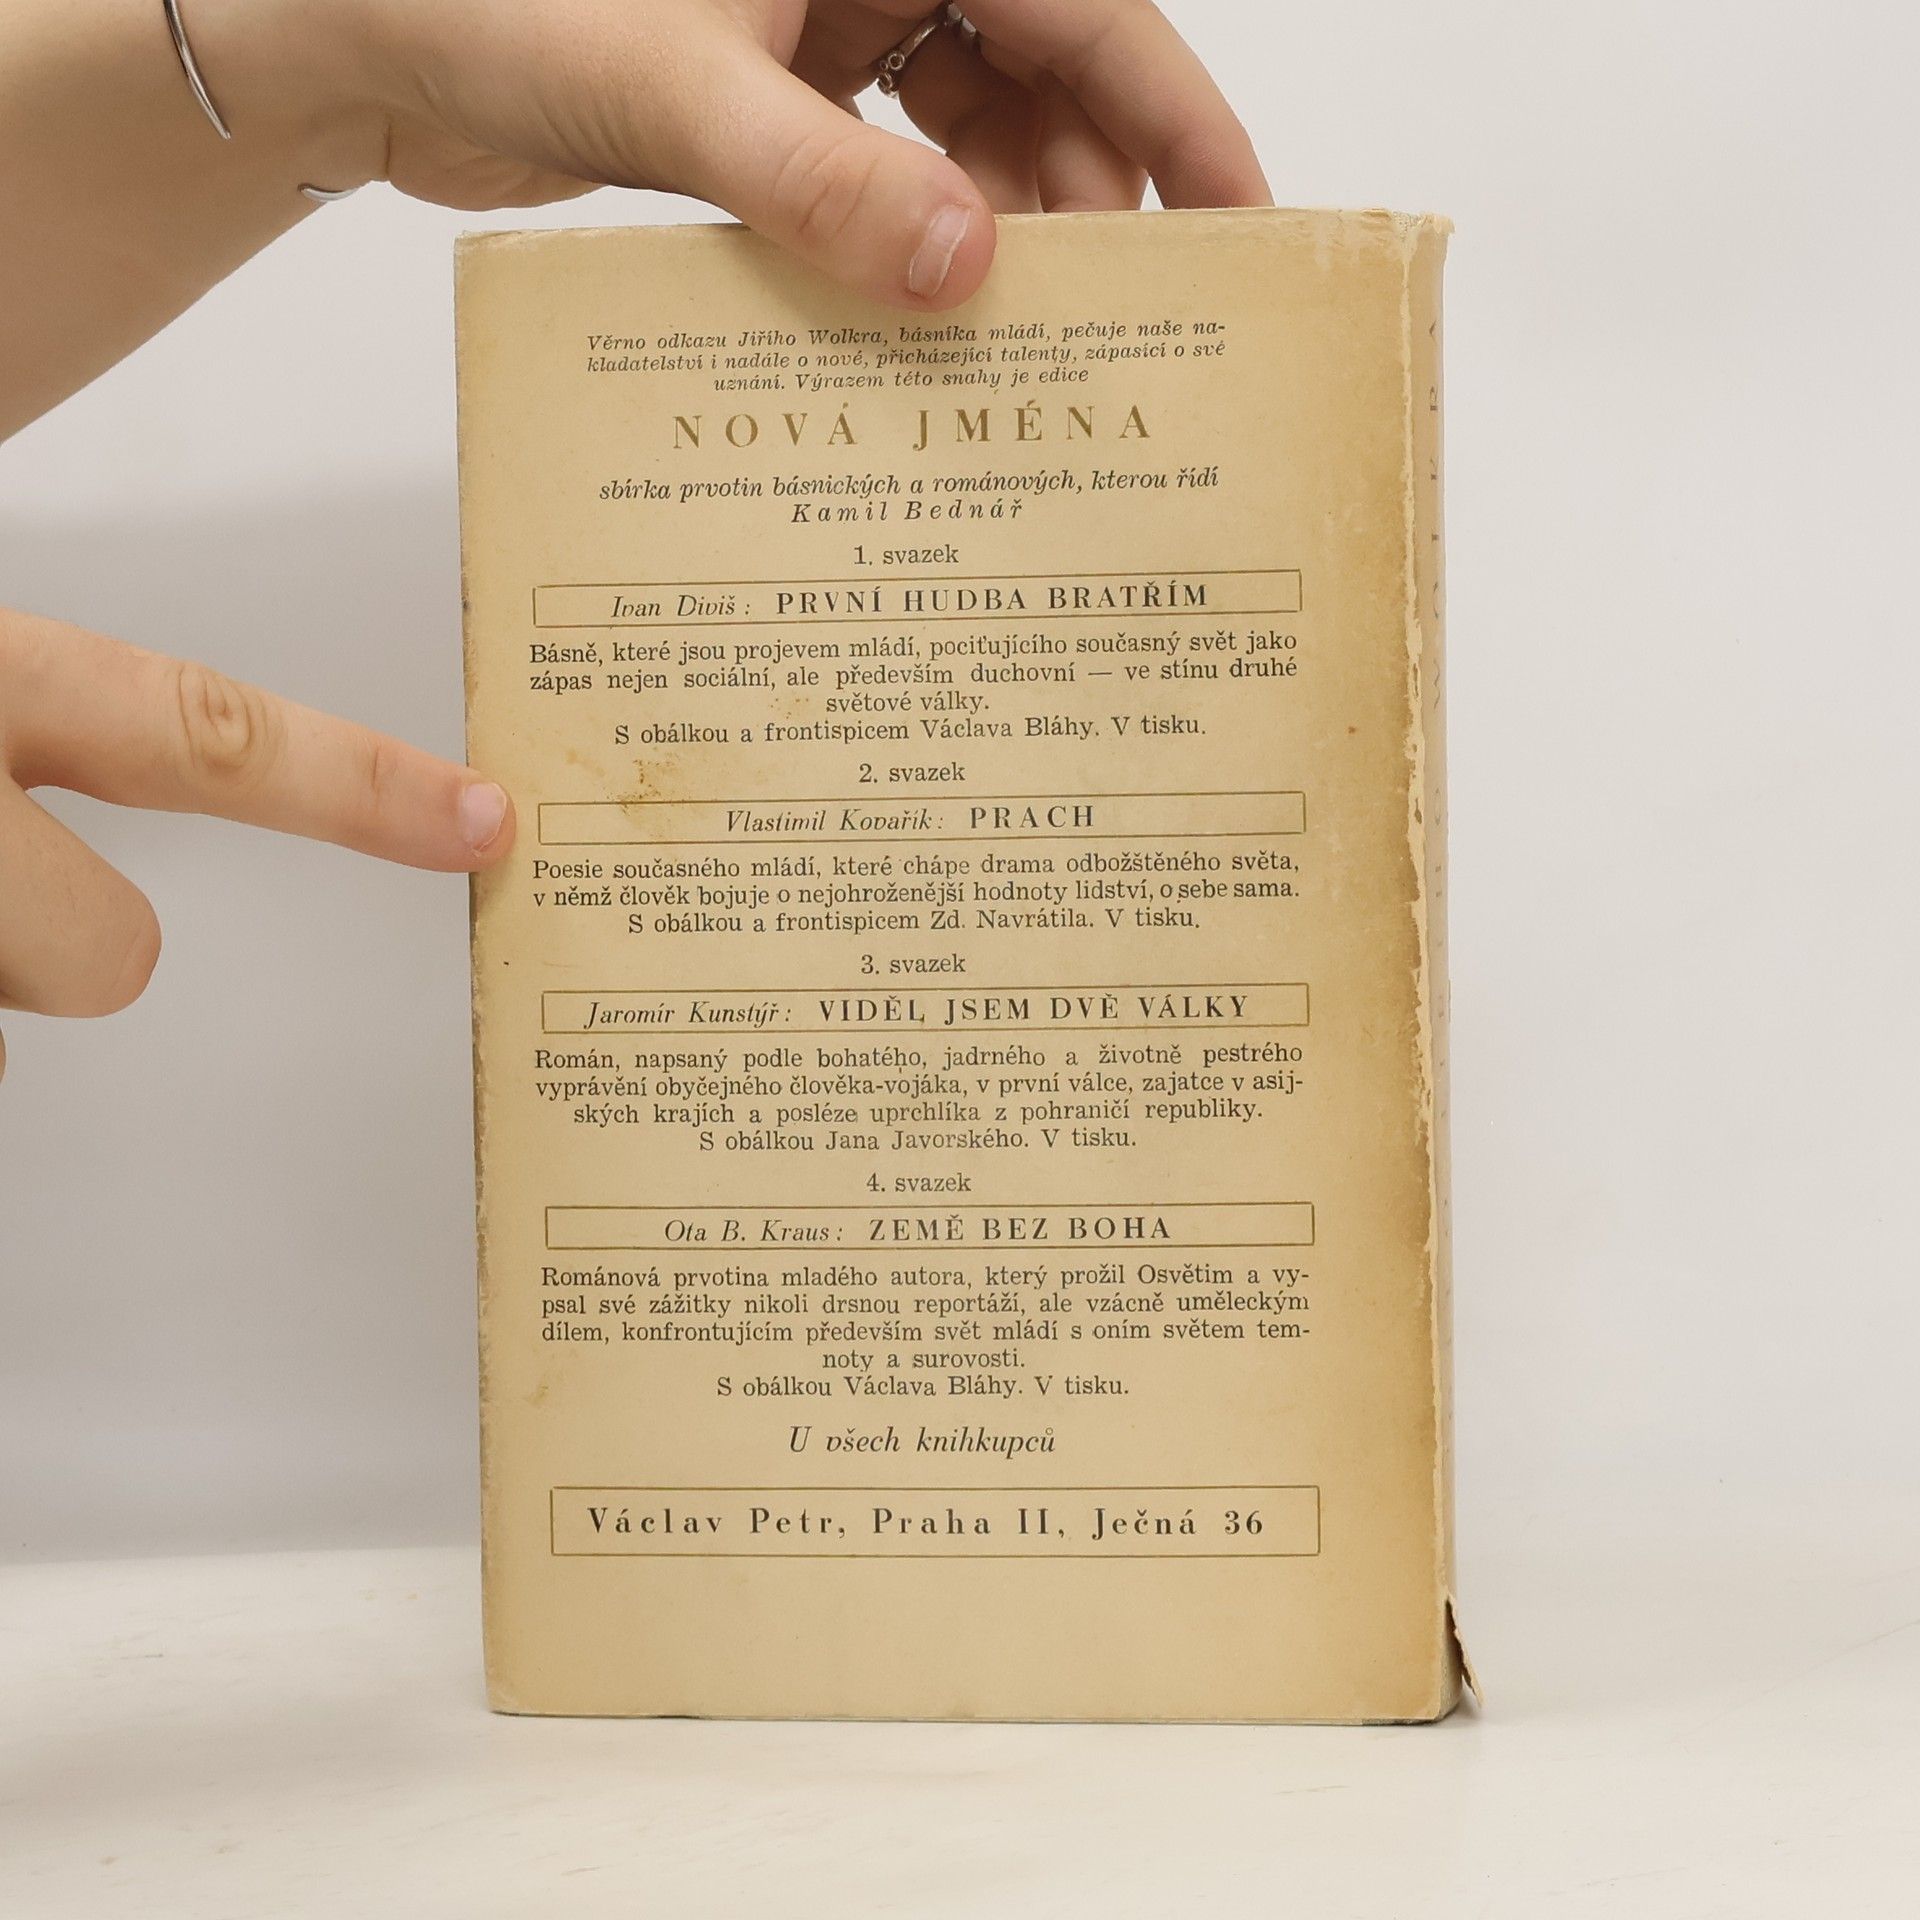 Věrno odkazu Jiřího Wolkra, básníka mládí, pečuje naše na-
kladatelství i nadále o nové, přicházející talenty, zápasící o své
uznání. Výrazem této snahy je edice
NOVÁ JMÉNA
sbírka prvotin básnických a románových, kterou řídí
Kamil Bednář
1. svazek
Ivan Diviš: PRVNÍ HUDBA BRATŘÍM
Básně, které jsou projevem mládí, pociťujícího současný svět jako
zápas nejen sociální, ale především duchovní — ve stínu druhé
světové války.
S obálkou a frontispicem Václava Bláhy. V tisku.
2. svazek
Vlastimil Kovařík: PRACH
Poesie současného mládí, které chápe drama odbožštěného světa,
v němž člověk bojuje o nejohroženější hodnoty lidství, o sebe sama.
S obálkou a frontispicem Zd. Navrátila. V tisku.
3. svazek
Jaromír Kunstýř: VIDĚL JSEM DVĚ VÁLKY
Román, napsaný podle bohatého, jadrného a životně pestrého
vyprávění obyčejného člověka-vojáka, v první válce, zajatce v asij-
ských krajích a posléze uprchlíka z pohraničí republiky.
S obálkou Jana Javorského. V tisku.
4. svazek
Ota B. Kraus: ZEMĚ BEZ BOHA
Románová prvotina mladého autora, který prožil Osvětim a vy-
psal své zážitky nikoli drsnou reportáží, ale vzácně uměleckým
dílem, konfrontujícím především svět mládí s oním světem tem-
noty a surovosti.
S obálkou Václava Bláhy. V tisku.
U všech knihkupců
Václav Petr, Praha II, Ječná 36